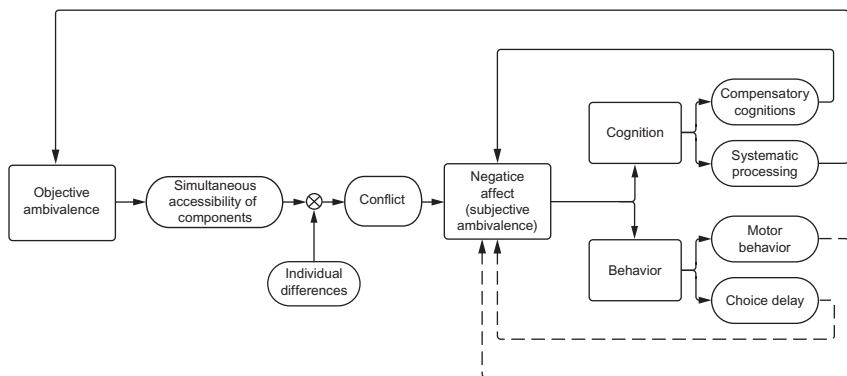 Objective
ambivalence
Simultaneous
accessibility of
components
Individual
differences
Conflict
Negatice
affect
(subjective
ambivalence)
Cognition
Behavior
Compensatory
cognitions
Systematic
processing
Motor
behavior
Choice delay